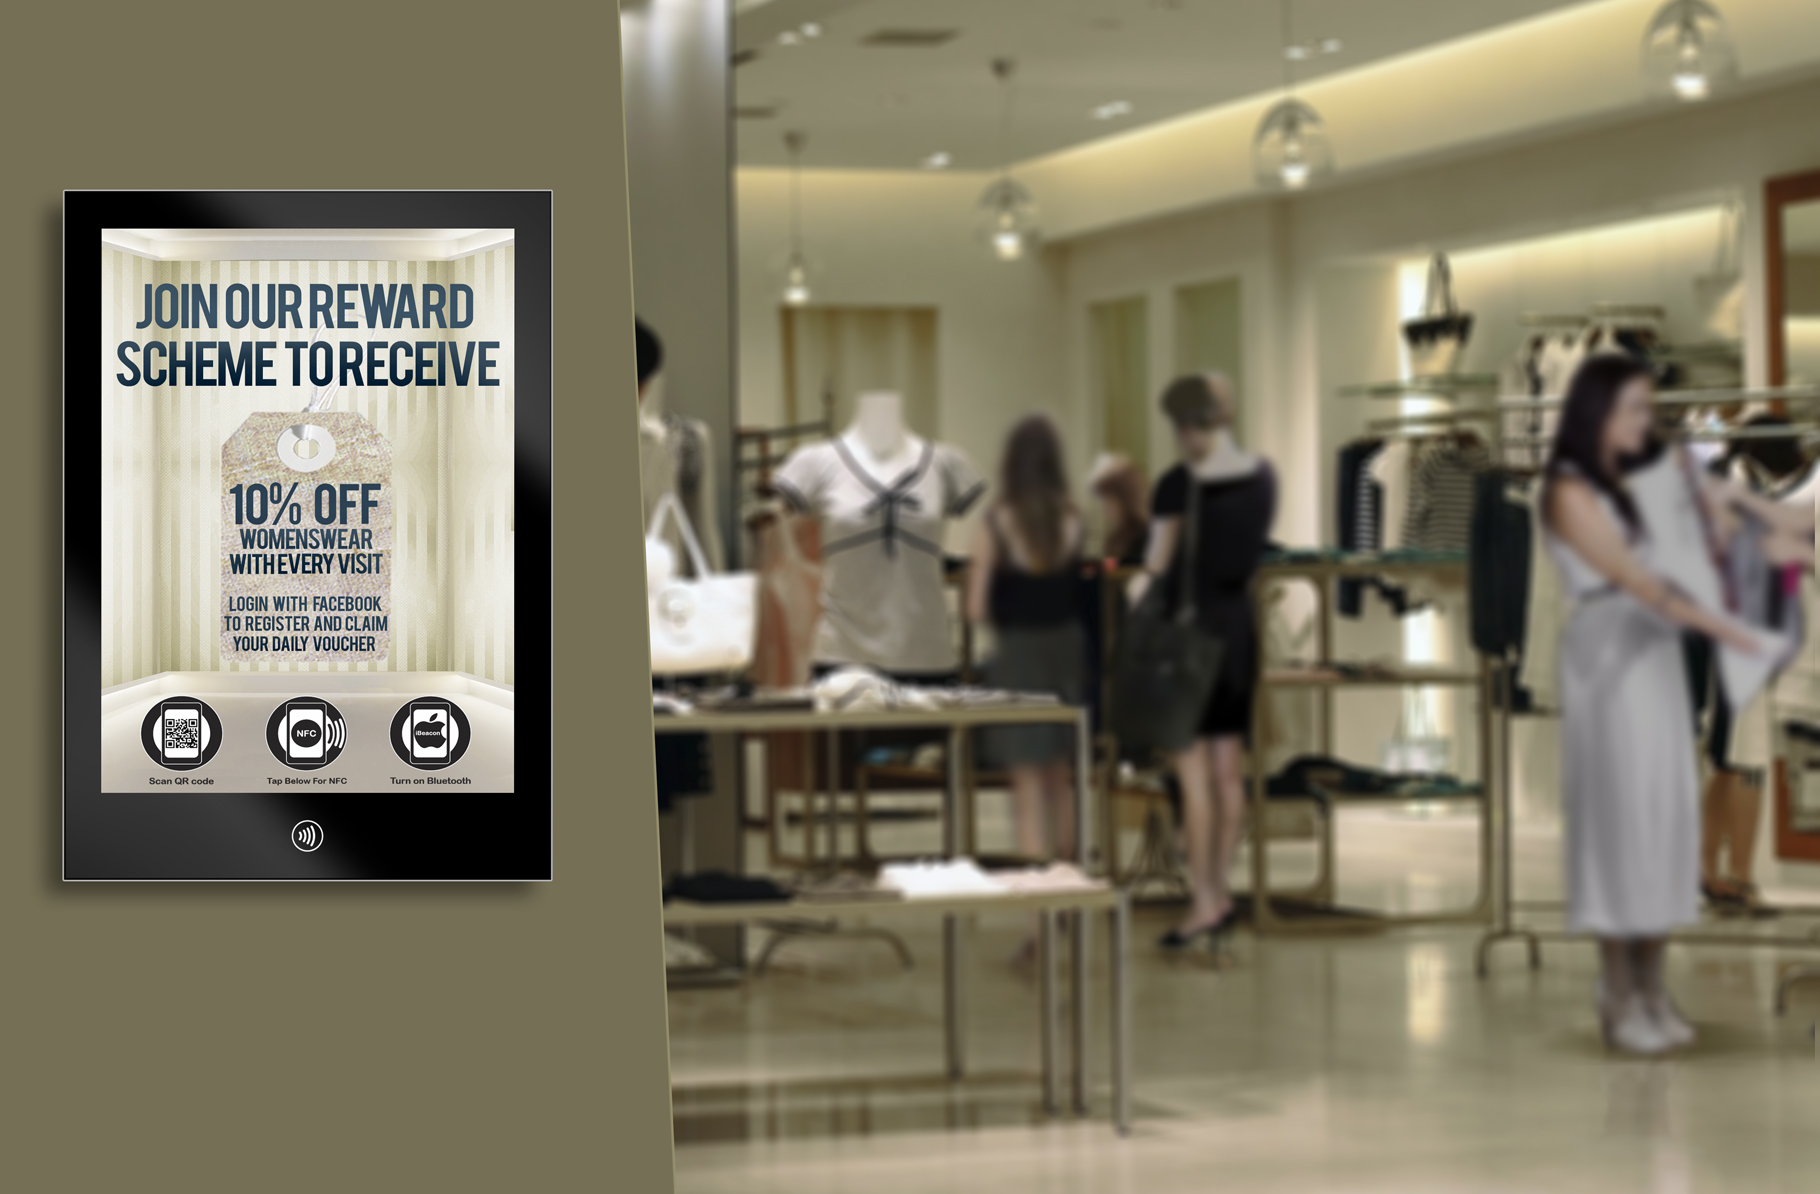 JOIN OUR REWARD
SCHEME TO RECEIVE
10% OFF
WOMENSWEAR
WITH EVERY VISIT
LOGIN WITH FACEBOOK
TO REGISTER AND CLAIM
YOUR DAILY VOUCHER
NFC
iBeacon
Scan QR code
Tap Below For NFC
Turn on Bluetooth